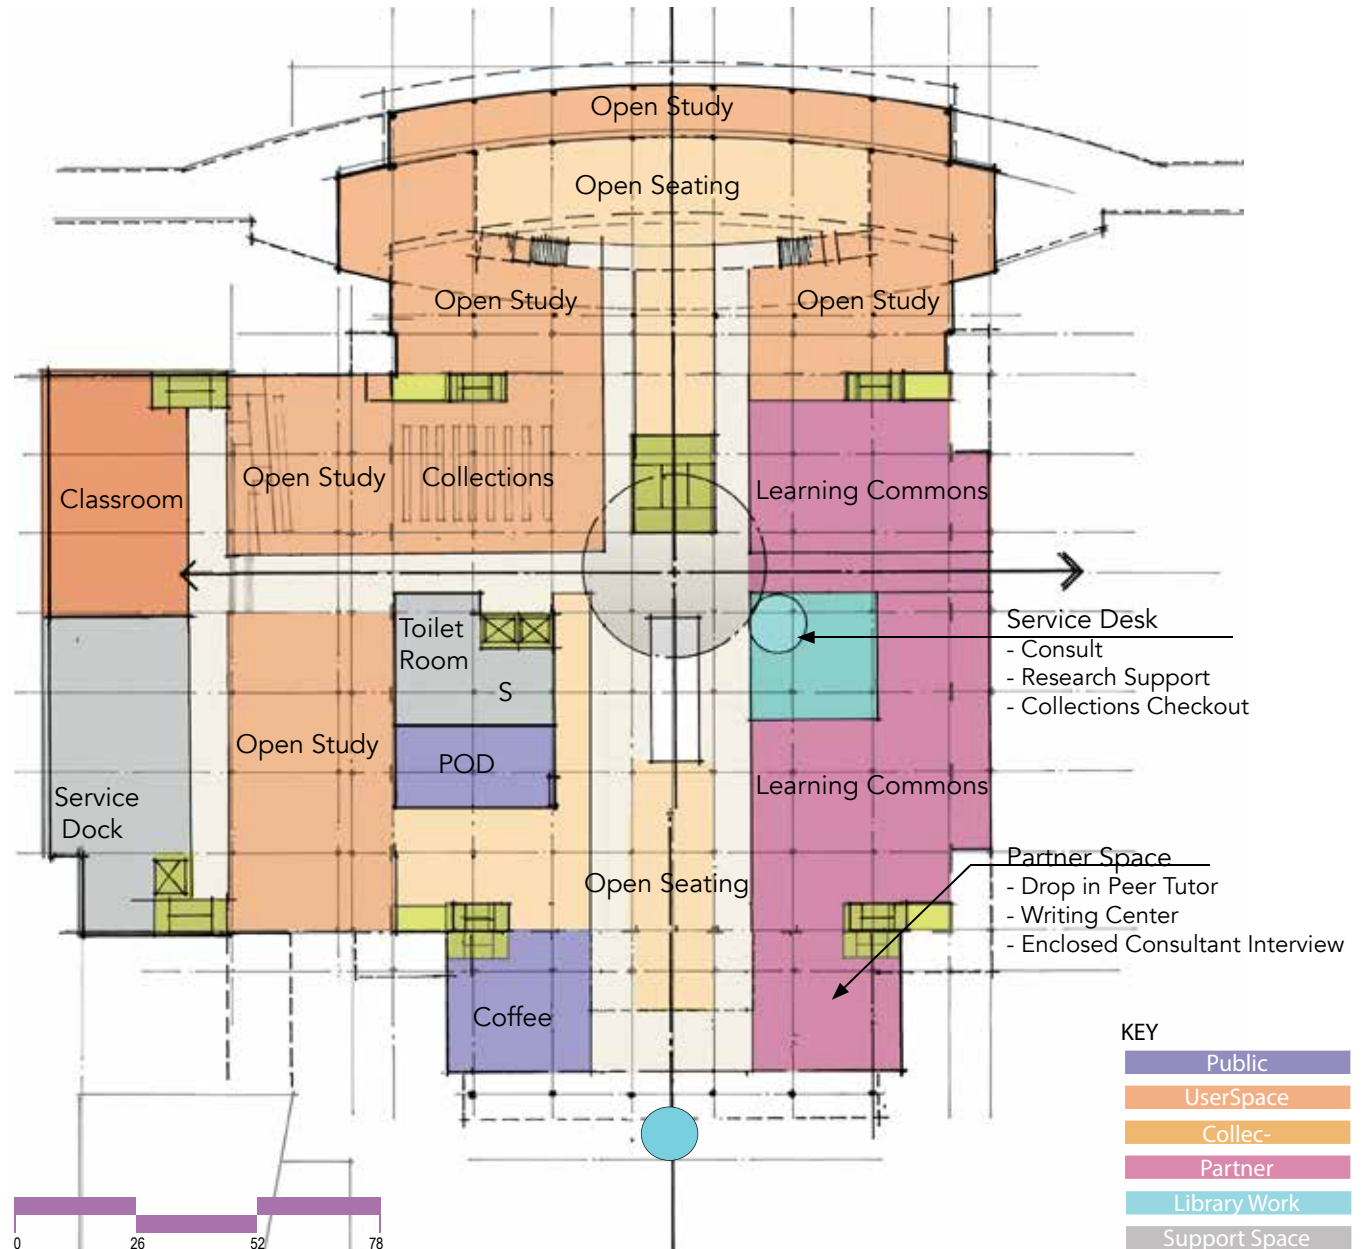 Open Study
Open Seating
Open Study
Open Study
Classroom
Open Study
Collections
Learning Commons
Toilet
Room
S
Service Desk
- Consult
- Research Support
- Collections Checkout
Open Study
POD
Learning Commons
Service
Dock
Open Seating
Partner Space
- Drop in Peer Tutor
- Writing Center
- Enclosed Consultant Interview
Coffee
KEY
Public
UserSpace
Collec-
Partner
Library Work
Support Space
0 26 52 78